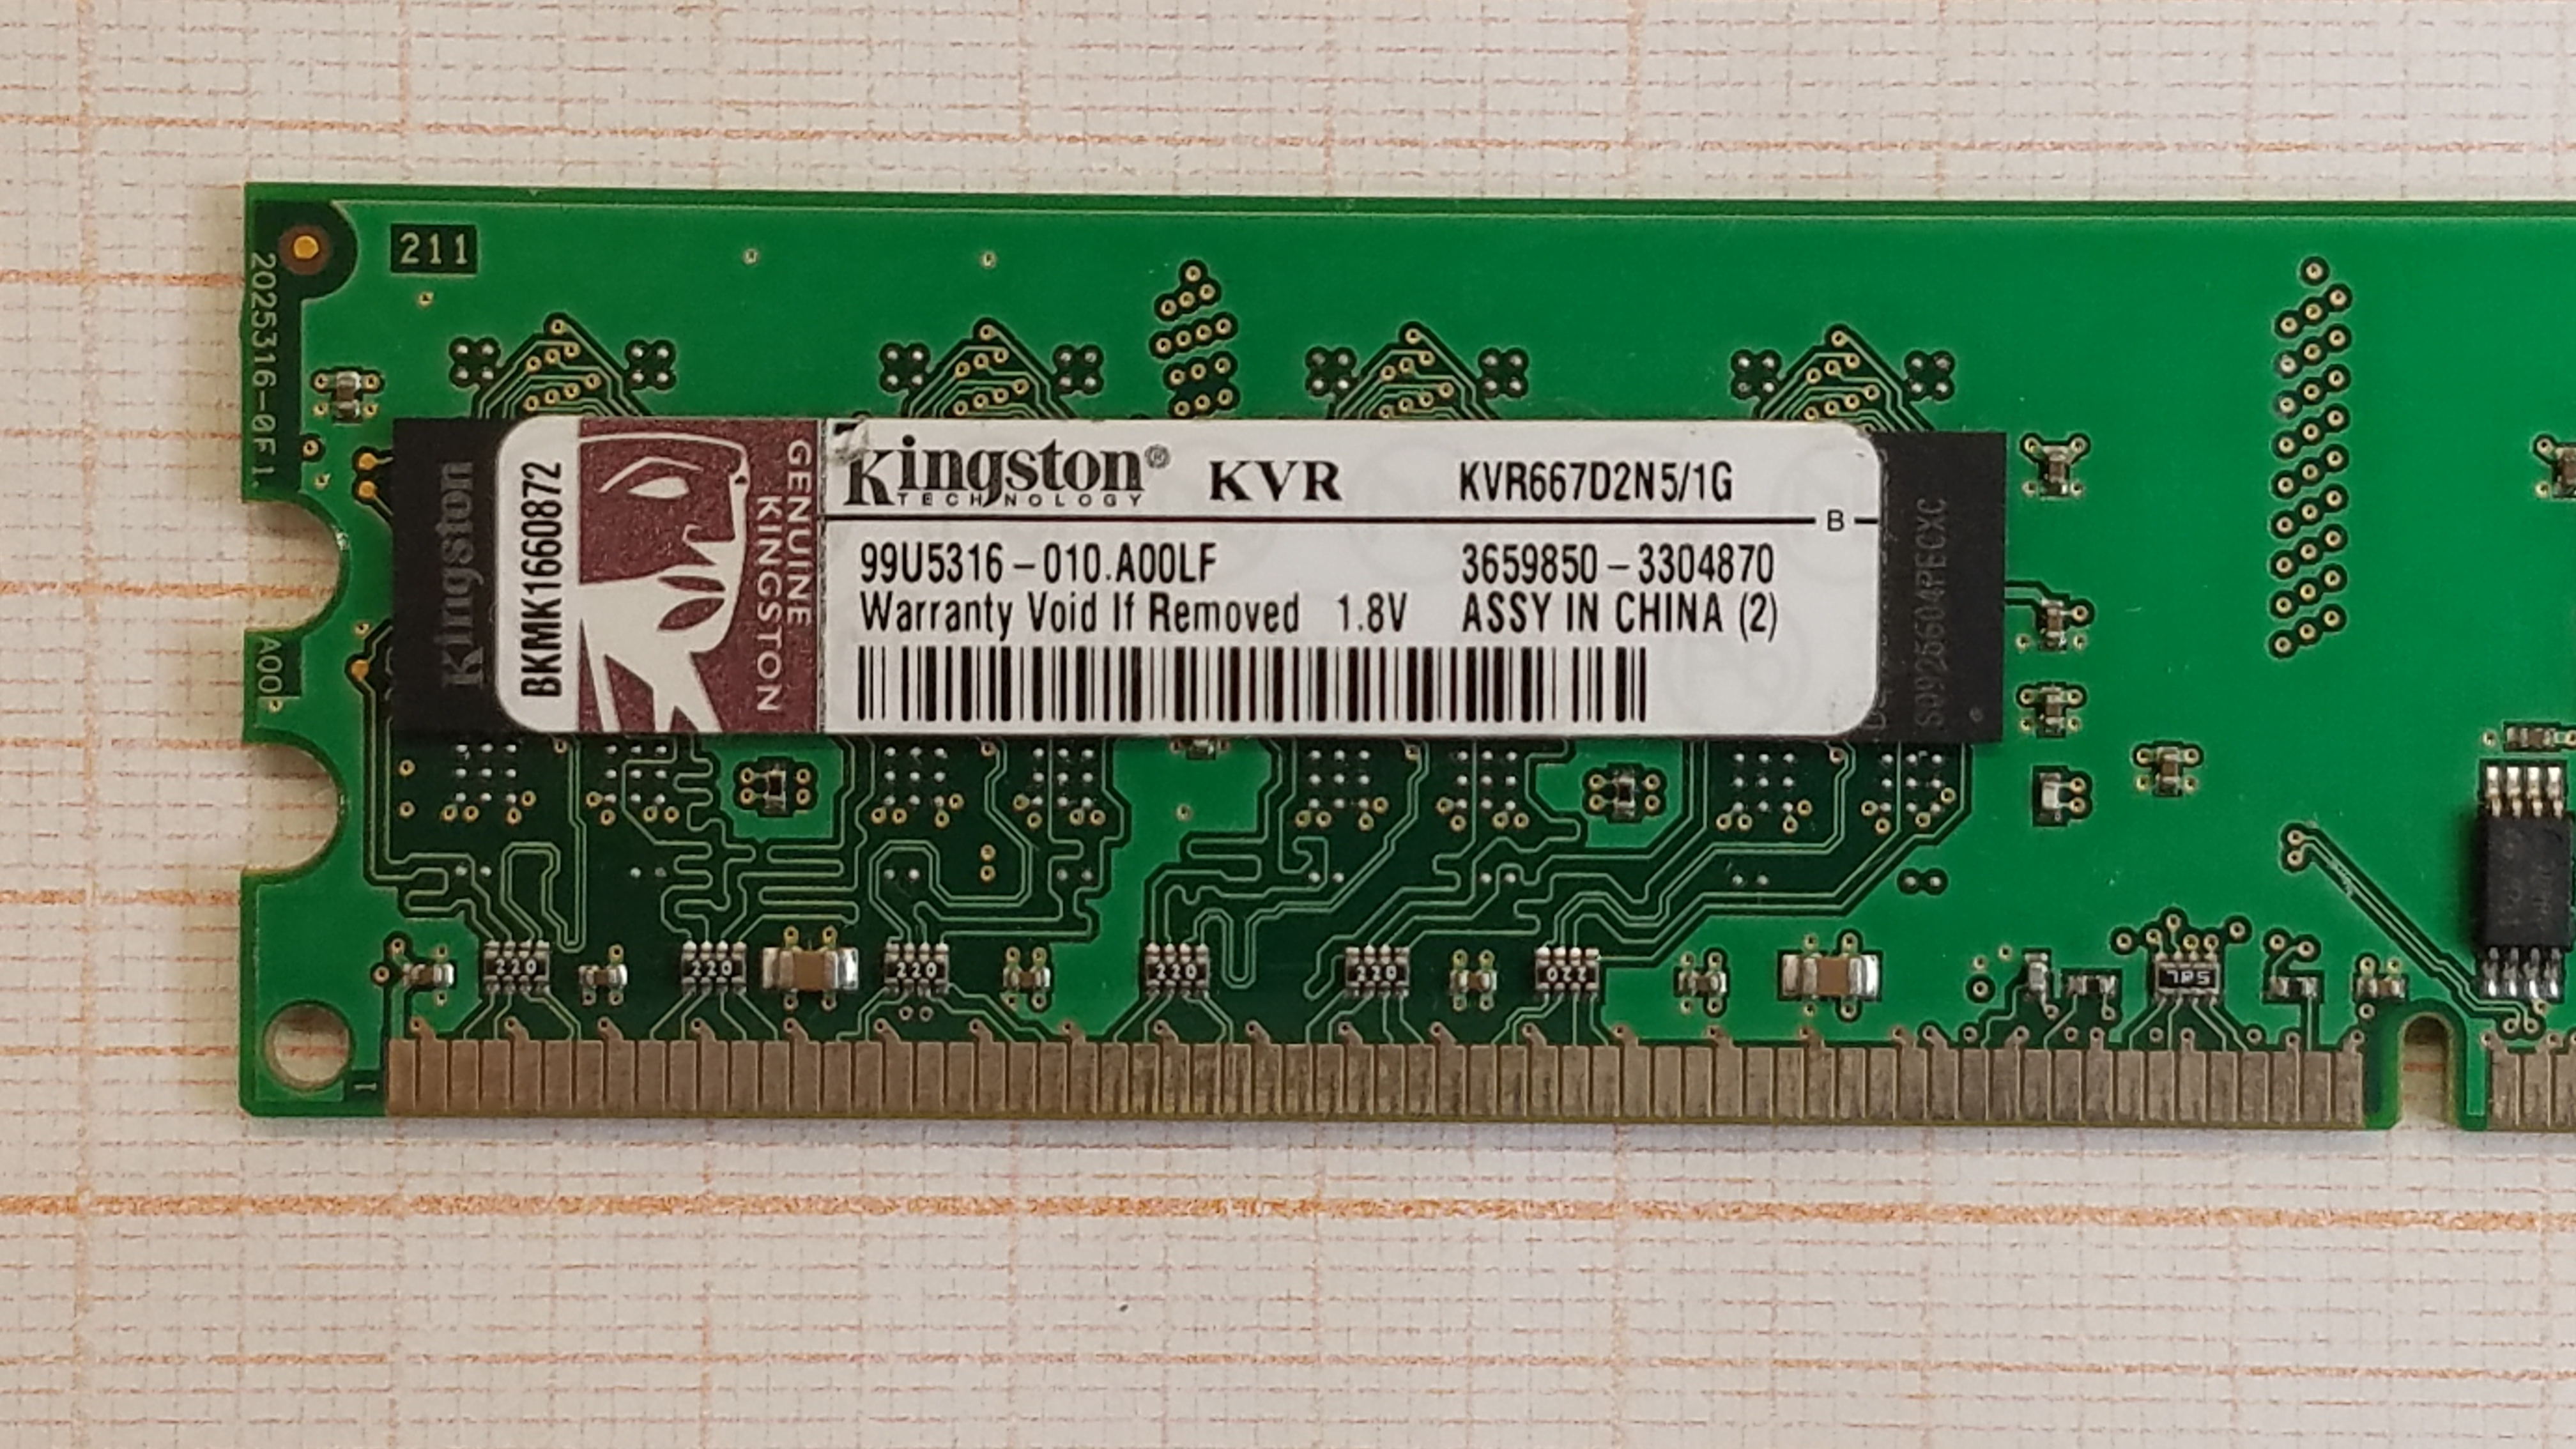 211
2025316-0F1.
A00
Kingston
BKMK1660872
GENUINE
KINGSTON
Kingston® KVR KVR667D2N5/1G
TECHNOLOGY
B
99U5316-010.A00LF 3659850-3304870
Warranty Void If Removed 1.8V ASSY IN CHINA (2)
220
220
220
220
220
220
1